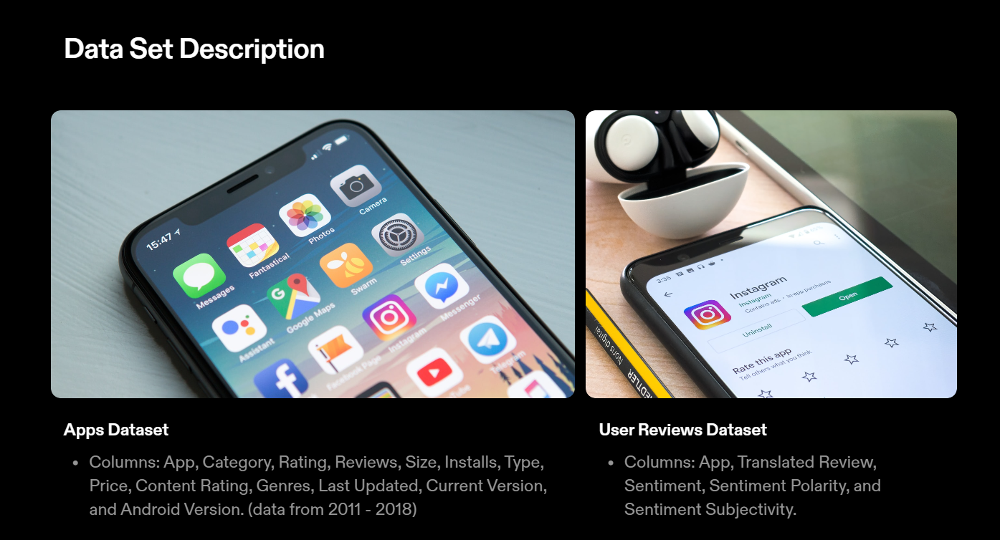 Data Set Description
15:47
Camera
Photos
Fantastical
Messages
Settings
Swarm
Google Maps
Assistant
Messenger
Instagram
Facebook Page
Telegram
3:35
Instagram
Instagram
Contains ads • In-app purchases
Uninstall
Open
Rate this app
Tell others what you think
Noris digital
Apps Dataset
• Columns: App, Category, Rating, Reviews, Size, Installs, Type,
Price, Content Rating, Genres, Last Updated, Current Version,
and Android Version. (data from 2011 - 2018)
User Reviews Dataset
• Columns: App, Translated Review,
Sentiment, Sentiment Polarity, and
Sentiment Subjectivity.